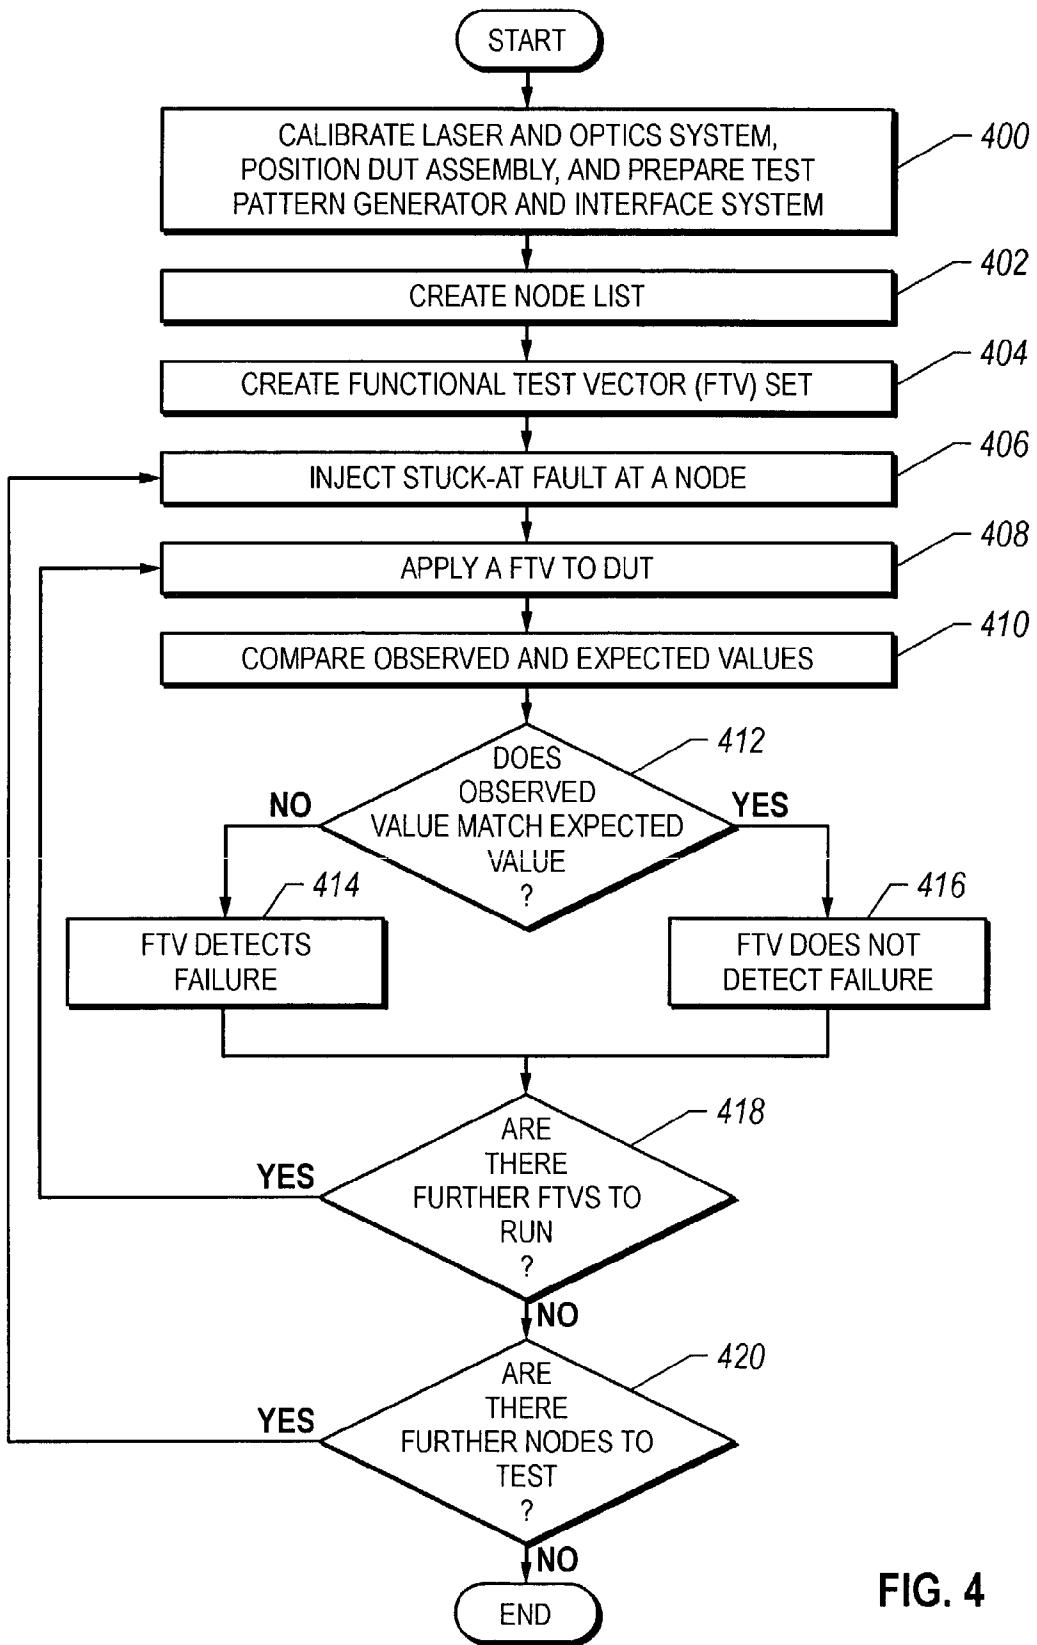 START
CALIBRATE LASER AND OPTICS SYSTEM,
POSITION DUT ASSEMBLY, AND PREPARE TEST
PATTERN GENERATOR AND INTERFACE SYSTEM
400
CREATE NODE LIST
402
CREATE FUNCTIONAL TEST VECTOR (FTV) SET
404
INJECT STUCK-AT FAULT AT A NODE
406
APPLY A FTV TO DUT
408
COMPARE OBSERVED AND EXPECTED VALUES
410
DOES
OBSERVED
VALUE MATCH EXPECTED
VALUE
?
412
NO
YES
FTV DETECTS
FAILURE
414
FTV DOES NOT
DETECT FAILURE
416
ARE
THERE
FURTHER FTVS TO
RUN
?
418
YES
NO
ARE
THERE
FURTHER NODES TO
TEST
?
420
YES
NO
END
FIG. 4